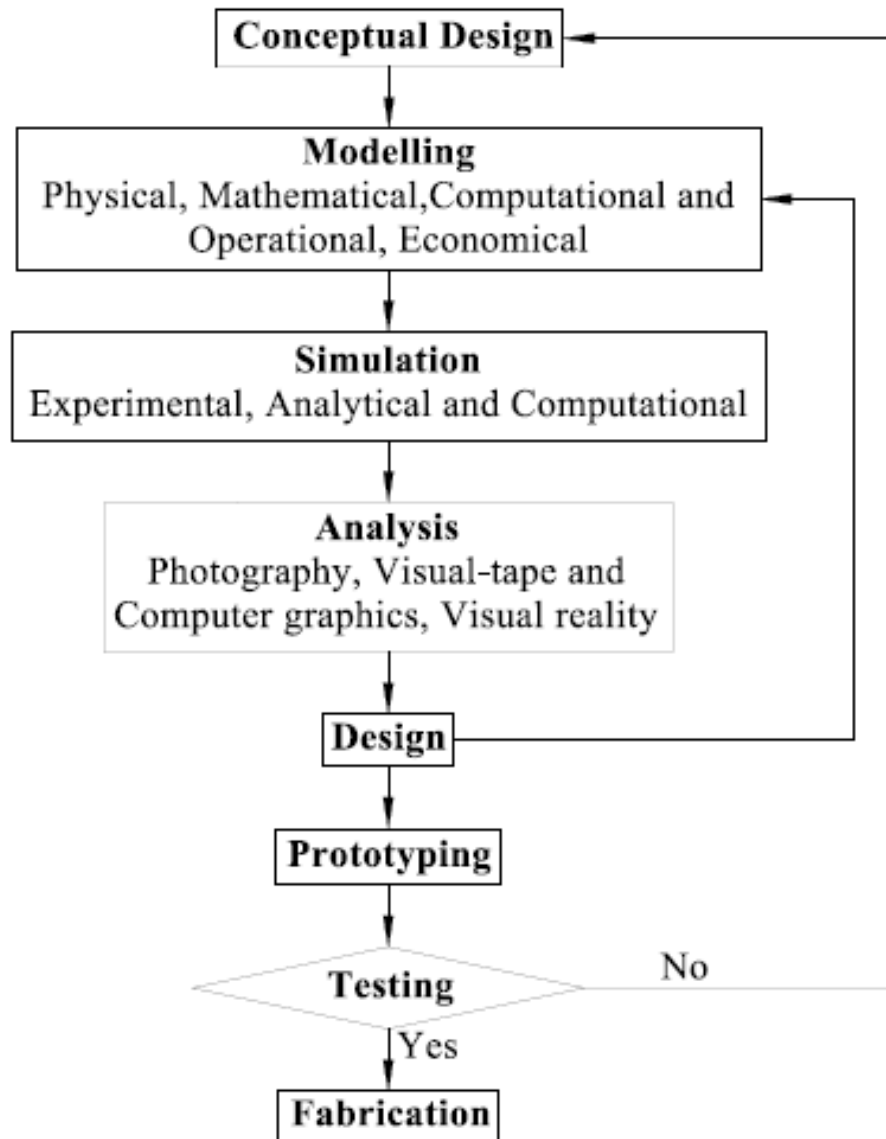 Conceptual Design
Modelling
Physical, Mathematical,Computational and
Operational, Economical
Simulation
Experimental, Analytical and Computational
Analysis
Photography, Visual-tape and
Computer graphics, Visual reality
Design
Prototyping
Testing
No
Yes
Fabrication